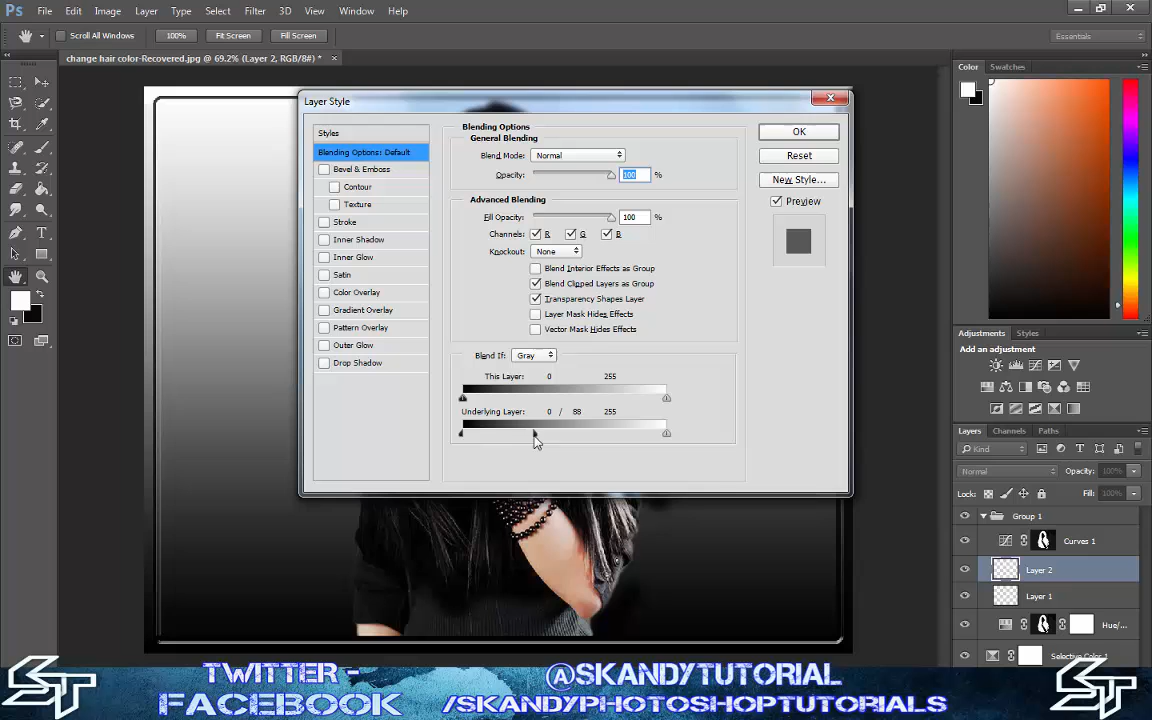 Ps File Edit Image Layer Type Select Filter 3D View Window Help
Scroll All Windows 100% Fit Screen Fill Screen Essentials
change hair color-Recovered.jpg @ 69.2% (Layer 2, RGB/8#) * ×
Layer Style
Styles
Blending Options: Default
Bevel & Emboss
Contour
Texture
Stroke
Inner Shadow
Inner Glow
Satin
Color Overlay
Gradient Overlay
Pattern Overlay
Outer Glow
Drop Shadow
Blending Options
General Blending
Blend Mode: Normal
Opacity: 100 %
Advanced Blending
Fill Opacity: 100 %
Channels: R G B
Knockout: None
Blend Interior Effects as Group
Blend Clipped Layers as Group
Transparency Shapes Layer
Layer Mask Hides Effects
Vector Mask Hides Effects
Blend If: Gray
This Layer: 0 255
Underlying Layer: 0 / 88 255
OK
Reset
New Style...
Preview
Color Swatches
Adjustments Styles
Add an adjustment
Layers Channels Paths
Kind
Normal Opacity: 100%
Lock: Fill: 100%
Group 1
Curves 1
Layer 2
Layer 1
Hue/...
Selective Color 1
ST
TWITTER - @SKANDYTUTORIAL
FACEBOOK /SKANDYPHOTOSHOPTUTORIALS
ST